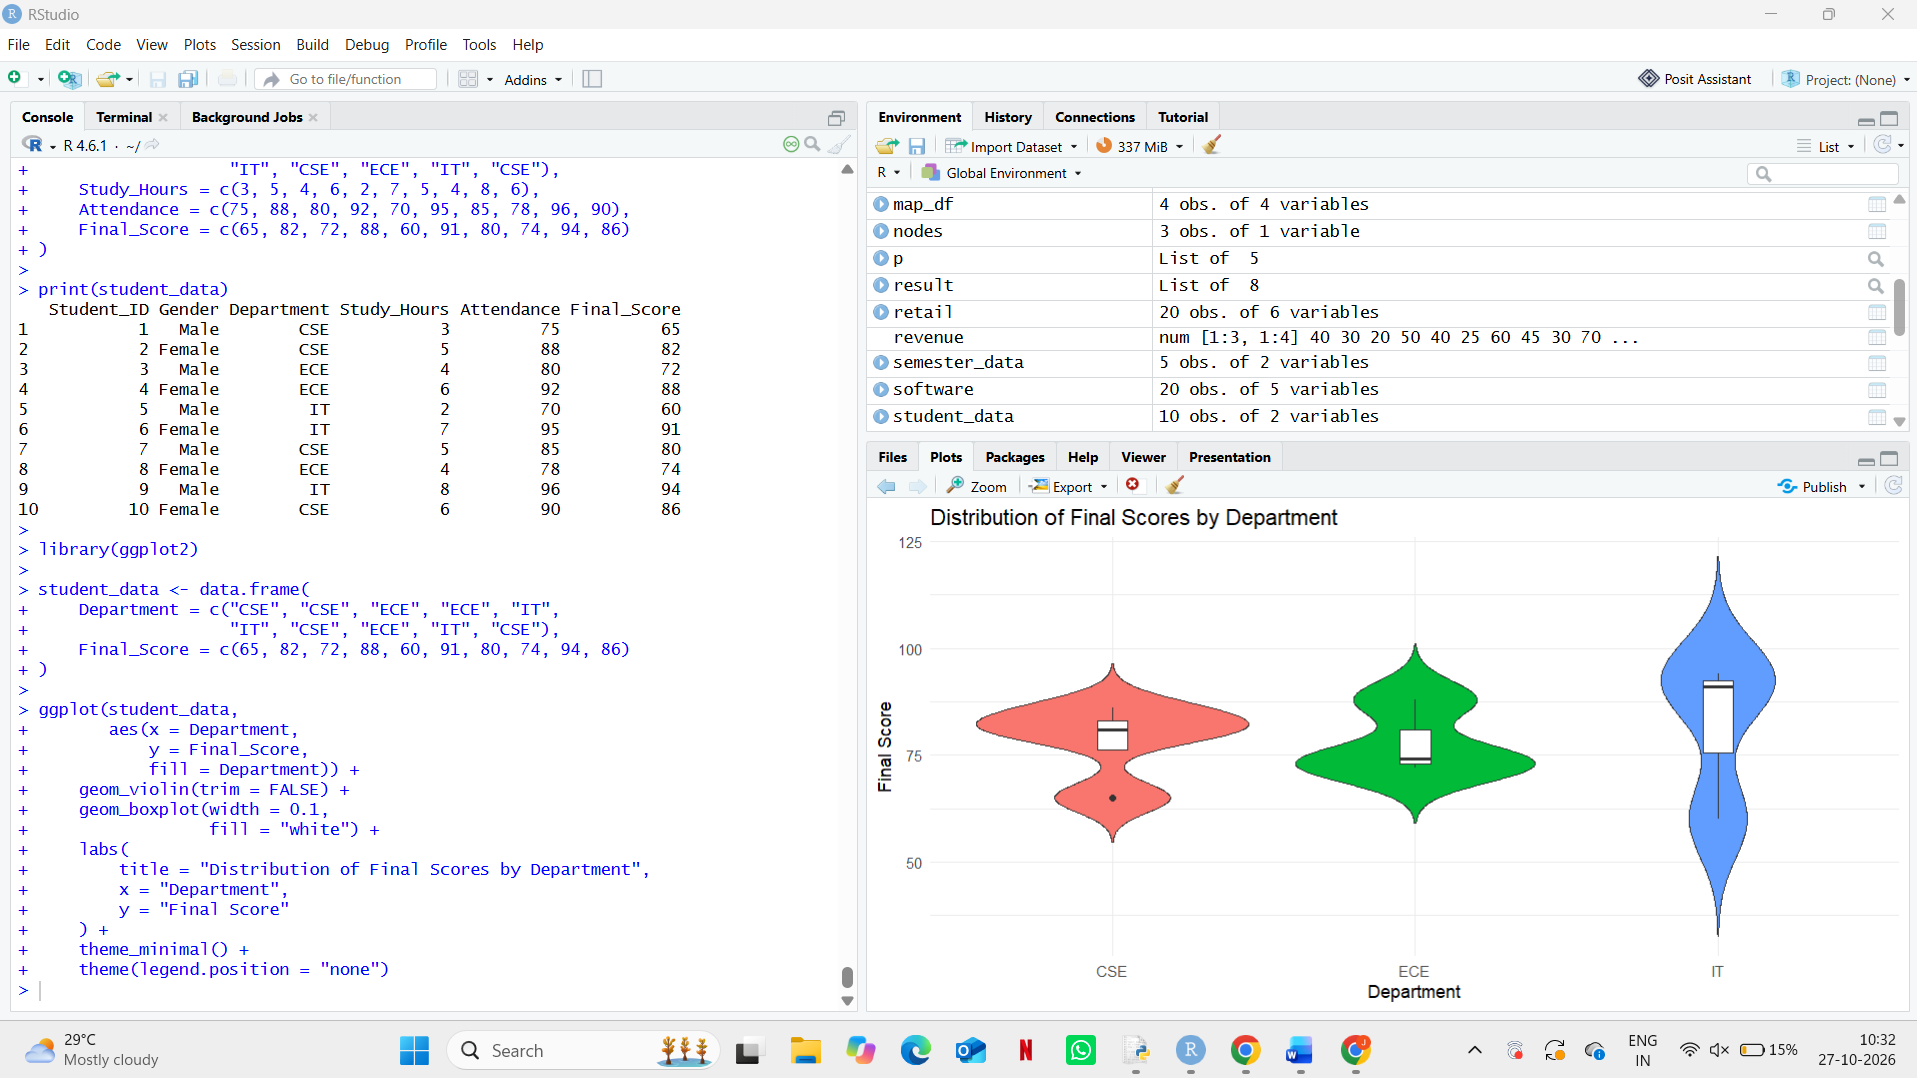 RStudio
File Edit Code View Plots Session Build Debug Profile Tools Help
Go to file/function
Addins
Posit Assistant
Project: (None)
Console Terminal Background Jobs
R 4.6.1 · ~/
+                     "IT", "CSE", "ECE", "IT", "CSE"),
+     Study_Hours = c(3, 5, 4, 6, 2, 7, 5, 4, 8, 6),
+     Attendance = c(75, 88, 80, 92, 70, 95, 85, 78, 96, 90),
+     Final_Score = c(65, 82, 72, 88, 60, 91, 80, 74, 94, 86)
+ )
>
> print(student_data)
   Student_ID Gender Department Study_Hours Attendance Final_Score
1           1   Male        CSE           3         75          65
2           2 Female        CSE           5         88          82
3           3   Male        ECE           4         80          72
4           4 Female        ECE           6         92          88
5           5   Male         IT           2         70          60
6           6 Female         IT           7         95          91
7           7   Male        CSE           5         85          80
8           8 Female        ECE           4         78          74
9           9   Male         IT           8         96          94
10         10 Female        CSE           6         90          86
>
> library(ggplot2)
>
> student_data <- data.frame(
+     Department = c("CSE", "CSE", "ECE", "ECE", "IT",
+                    "IT", "CSE", "ECE", "IT", "CSE"),
+     Final_Score = c(65, 82, 72, 88, 60, 91, 80, 74, 94, 86)
+ )
>
> ggplot(student_data,
+        aes(x = Department,
+            y = Final_Score,
+            fill = Department)) +
+     geom_violin(trim = FALSE) +
+     geom_boxplot(width = 0.1,
+                  fill = "white") +
+     labs(
+         title = "Distribution of Final Scores by Department",
+         x = "Department",
+         y = "Final Score"
+     ) +
+     theme_minimal() +
+     theme(legend.position = "none")
>
Environment History Connections Tutorial
Import Dataset 337 MiB List
R Global Environment
map_df 4 obs. of 4 variables
nodes 3 obs. of 1 variable
p List of  5
result List of  8
retail 20 obs. of 6 variables
revenue num [1:3, 1:4] 40 30 20 50 40 25 60 45 30 70 ...
semester_data 5 obs. of 2 variables
software 20 obs. of 5 variables
student_data 10 obs. of 2 variables
Files Plots Packages Help Viewer Presentation
Zoom Export Publish
Distribution of Final Scores by Department
125
100
75
50
Final Score
CSE ECE IT
Department
29°C
Mostly cloudy
Search
ENG
IN
15%
10:32
27-10-2026